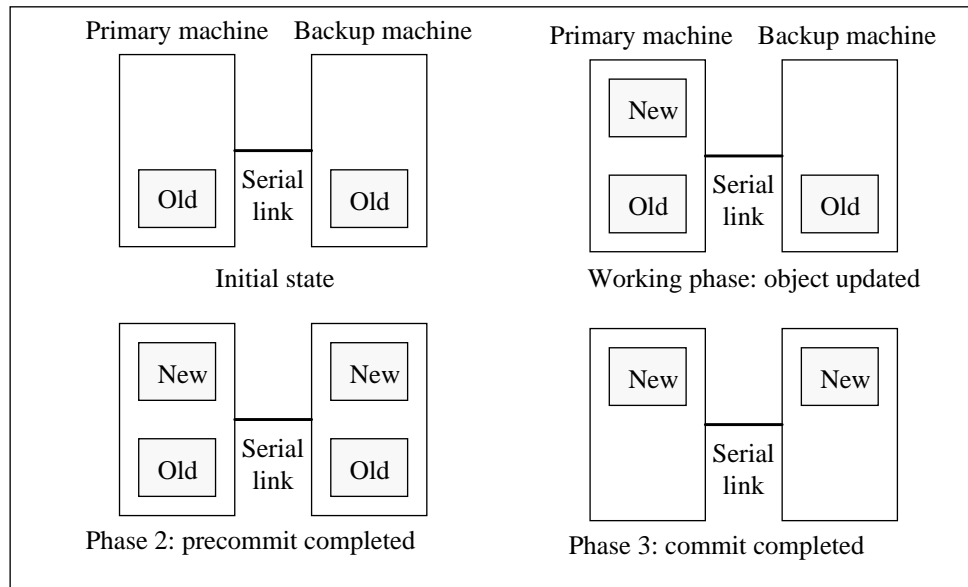 Primary machine Backup machine
Old
Serial
link
Old
Initial state
Primary machine Backup machine
New
Old
Serial
link
Old
Working phase: object updated
New
Old
Serial
link
New
Old
Phase 2: precommit completed
New
Serial
link
New
Phase 3: commit completed